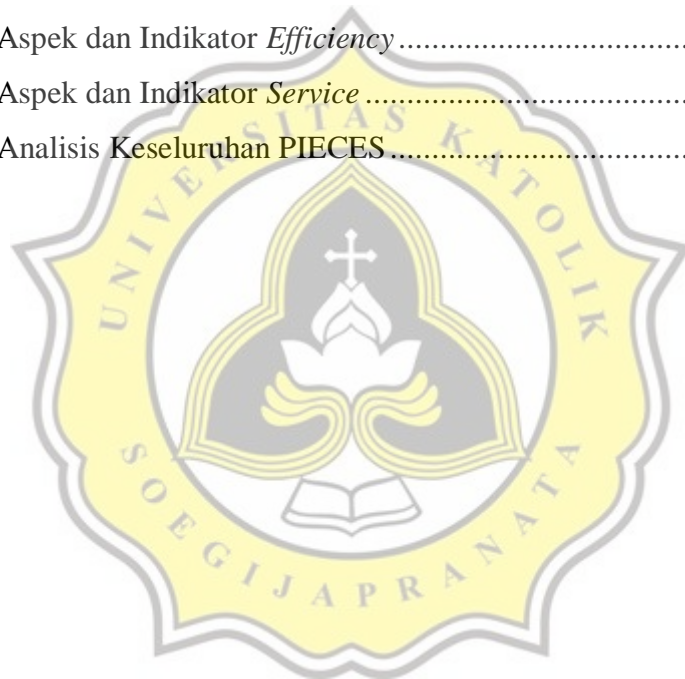 Aspek dan Indikator Efficiency................................
Aspek dan Indikator Service....................................
Analisis Keseluruhan PIECES................................
UNIVERSITAS KATOLIK
SOEGIJAPRANATA